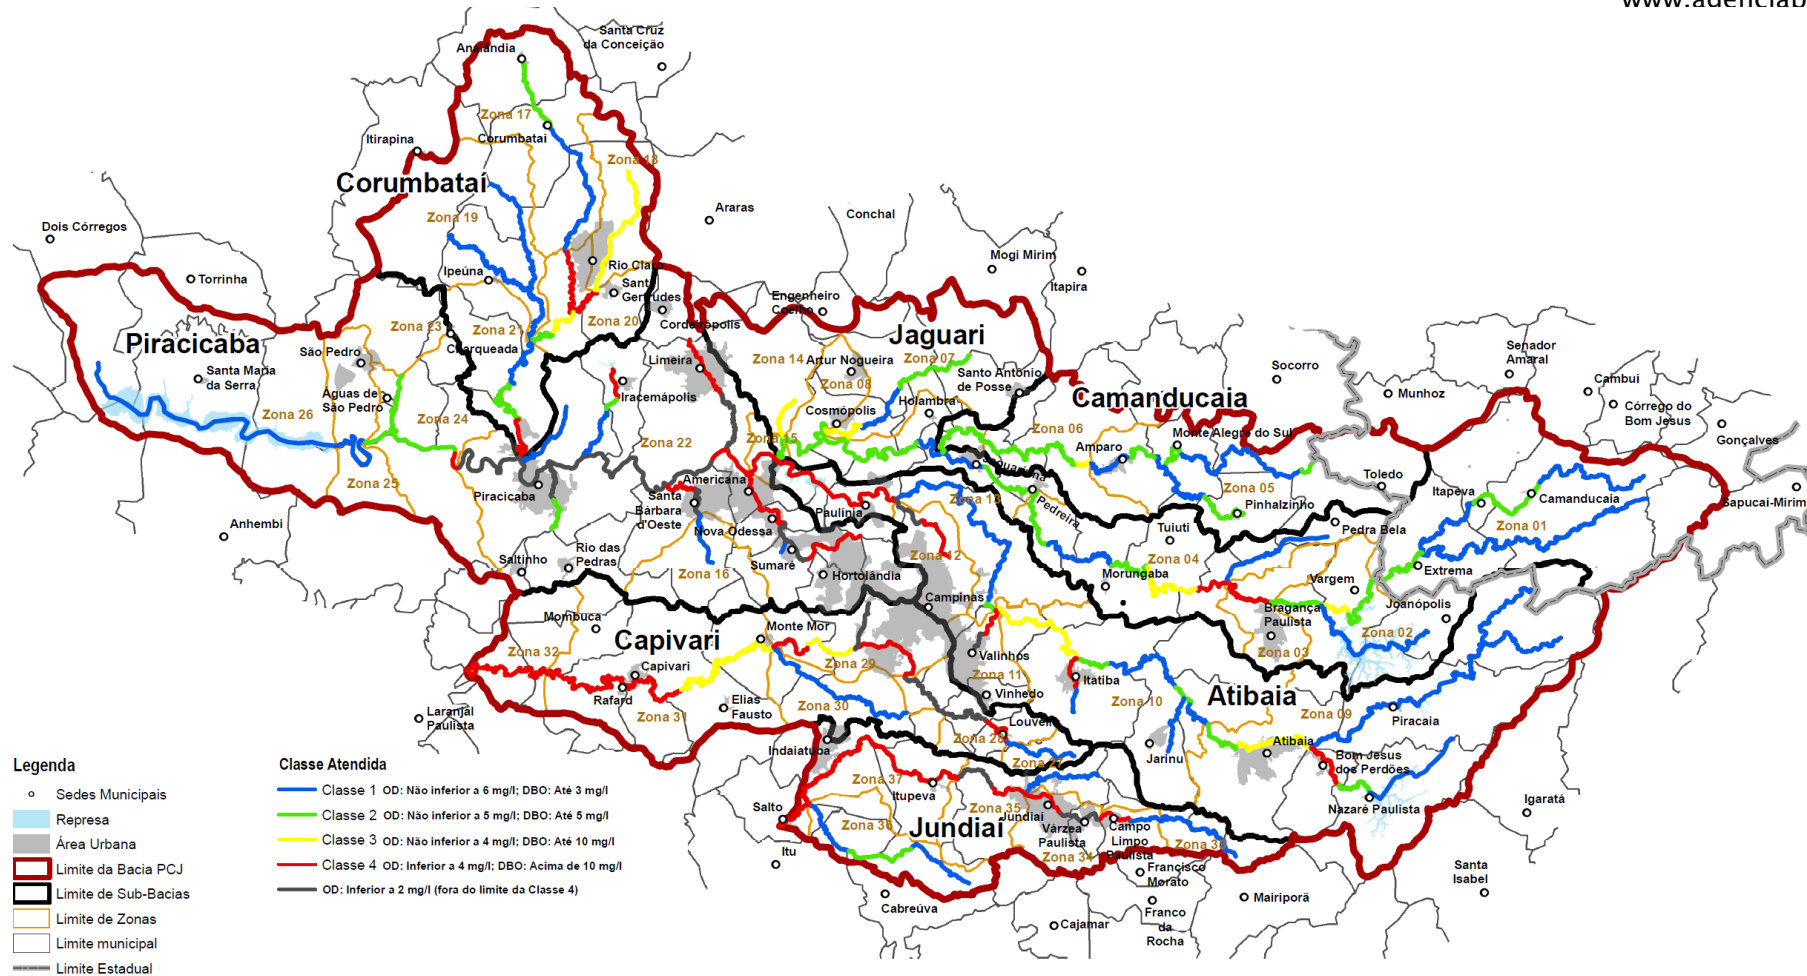 Santa Cruz
da Conceição
Analândia
Zona 17
Corumbataí
Itirapina
Zona 18
Corumbataí
Araras
Conchal
Zona 19
Dois Córregos
Mogi Mirim
Itapira
Torrinha
Ipeúna
Rio Claro
Gertrudes
Engenheiro
Coelho
Zona 23
Zona 21
Zona 20
Cordeirópolis
Jaguari
Piracicaba
São Pedro
Charqueada
Limeira
Zona 14
Artur Nogueira
Zona 07
Senador
Amaral
Santa Maria
da Serra
Zona 08
Santo Antônio
de Posse
Socorro
Cambuí
Munhoz
Águas de
São Pedro
Iracemápolis
Camanducaia
Córrego do
Bom Jesus
Zona 26
Zona 24
Cosmópolis
Holambra
Gonçalves
Zona 22
Zona 15
Zona 06
Amparo
Monte Alegre do Sul
Zona 25
Piracicaba
Americana
Jaguariúna
Toledo
Zona 05
Itapeva
Camanducaia
Sapucaí-Mirim
Santa
Bárbara
d'Oeste
Zona 13
Pedreira
Pinhalzinho
Anhembi
Paulínia
Nova Odessa
Tuiuti
Pedra Bela
Zona 01
Saltinho
Rio das
Pedras
Zona 16
Sumaré
Hortolândia
Zona 12
Zona 04
Morungaba
Extrema
Vargem
Campinas
Joanópolis
Mombuca
Bragança
Paulista
Capivari
Monte Mor
Zona 02
Zona 32
Zona 29
Valinhos
Zona 03
Capivari
Zona 11
Itatiba
Rafard
Vinhedo
Atibaia
Zona 10
Laranjal
Paulista
Zona 31
Elias
Fausto
Zona 30
Zona 09
Piracaia
Louveira
Indaiatuba
Zona 28
Atibaia
Jarinu
Zona 27
Bom Jesus
dos Perdões
Zona 37
Itupeva
Salto
Zona 35
Jundiaí
Nazaré Paulista
Igaratá
Zona 36
Jundiaí
Várzea
Paulista
Campo
Limpo
Paulista
Itu
Zona 34
Francisco
Morato
Santa
Isabel
Cabreúva
Mairiporã
Franco
da
Rocha
Cajamar
Legenda
Sedes Municipais
Represa
Área Urbana
Limite da Bacia PCJ
Limite de Sub-Bacias
Limite de Zonas
Limite municipal
Limite Estadual
Classe Atendida
Classe 1 OD: Não inferior a 6 mg/l; DBO: Até 3 mg/l
Classe 2 OD: Não inferior a 5 mg/l; DBO: Até 5 mg/l
Classe 3 OD: Não inferior a 4 mg/l; DBO: Até 10 mg/l
Classe 4 OD: Inferior a 4 mg/l; DBO: Acima de 10 mg/l
OD: Inferior a 2 mg/l (fora do limite da Classe 4)